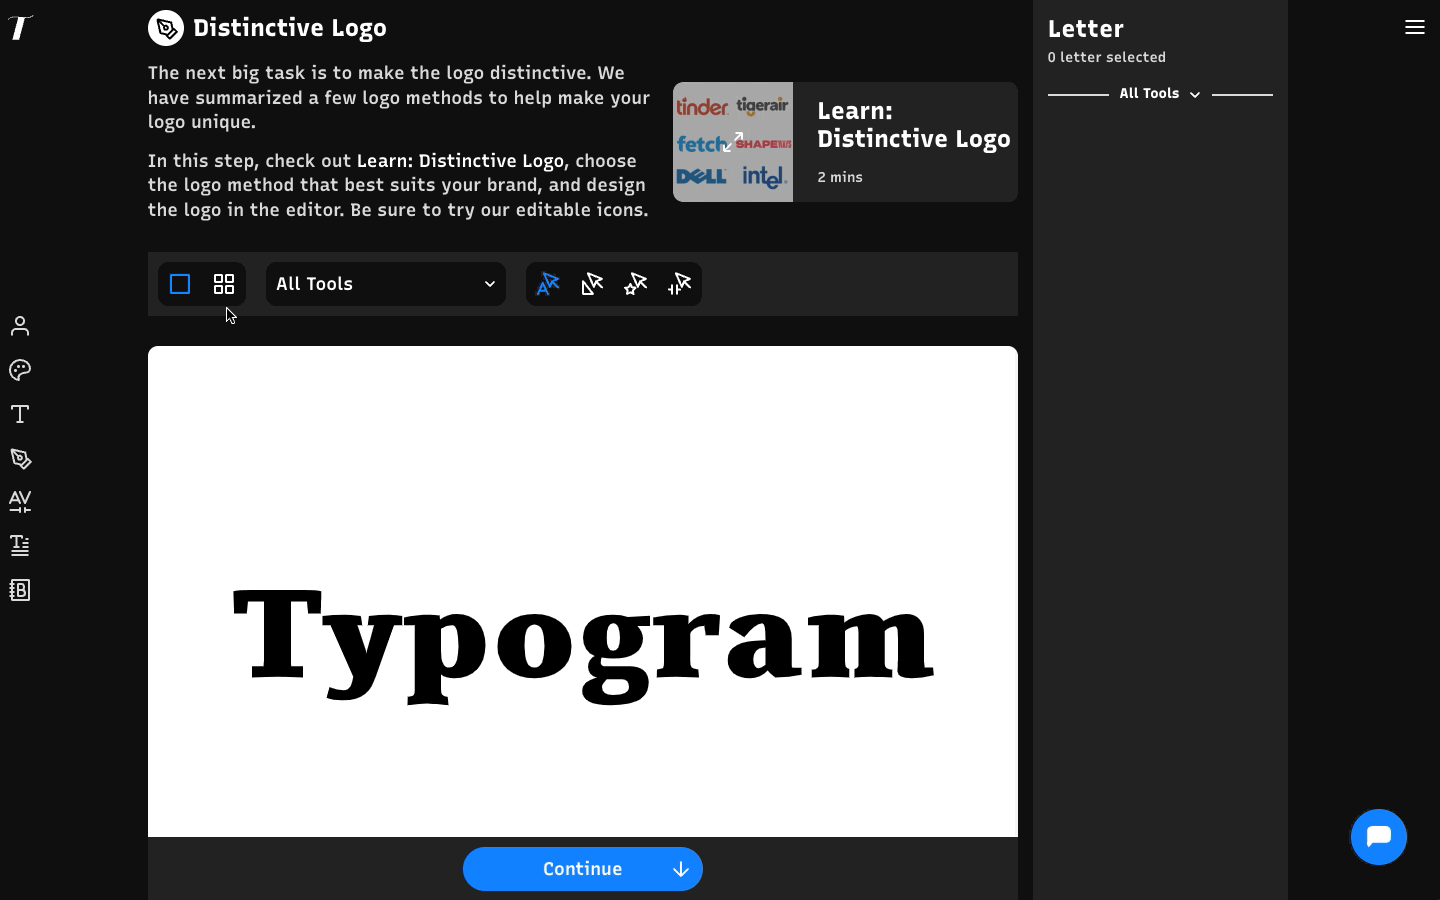 T
Distinctive Logo
The next big task is to make the logo distinctive. We
have summarized a few logo methods to help make your
logo unique.
In this step, check out Learn: Distinctive Logo, choose
the logo method that best suits your brand, and design
the logo in the editor. Be sure to try our editable icons.
tinder tigerair
fetch SHAPEWAYS
DELL intel
Learn:
Distinctive Logo
2 mins
All Tools
Typogram
Continue
Letter
0 letter selected
All Tools